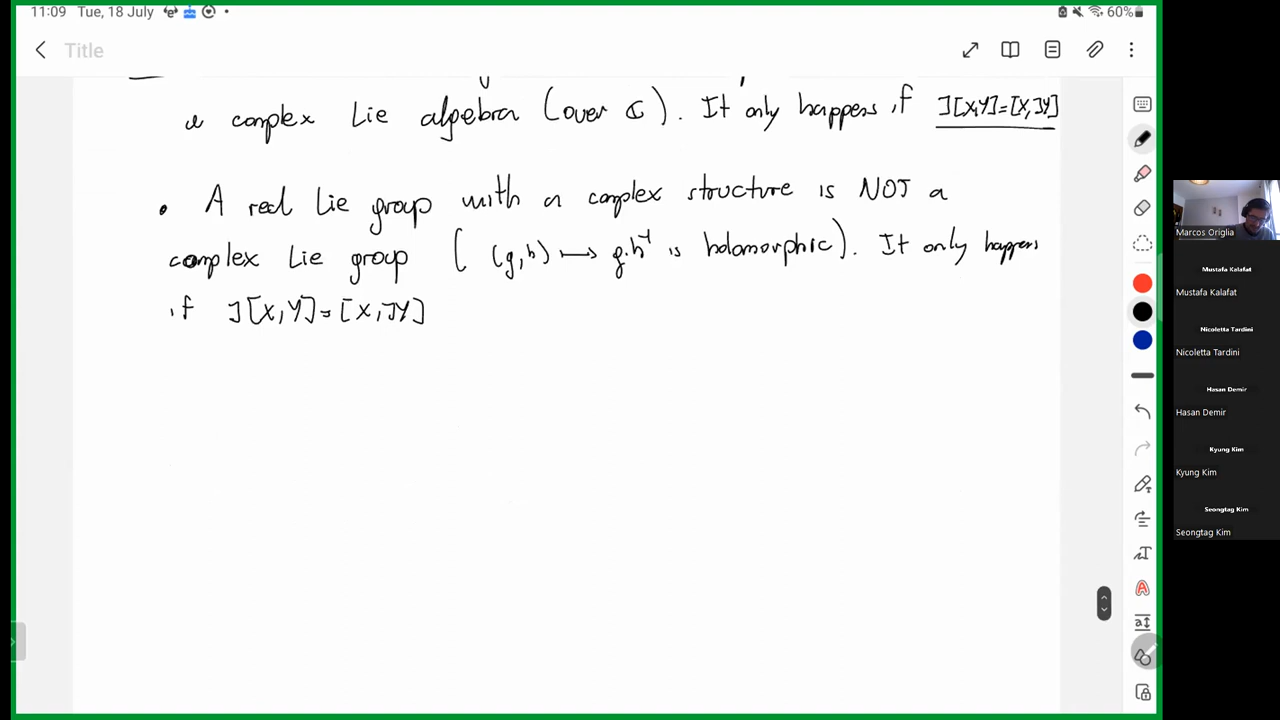 11:09 Tue, 18 July
60%
Title
complex Lie algebra (over ℂ). It only happens if J[X,Y]=[X,JY]
• A real Lie group with a complex structure is NOT a
complex Lie group ( (g,h) ⟼ g.h⁻¹ is holomorphic). It only happens
if J[X,Y]=[X,JY]
Marcos Origlia
Mustafa Kalafat
Mustafa Kalafat
Nicoletta Tardini
Nicoletta Tardini
Hasan Demir
Hasan Demir
Kyung Kim
Kyung Kim
Seongtag Kim
Seongtag Kim